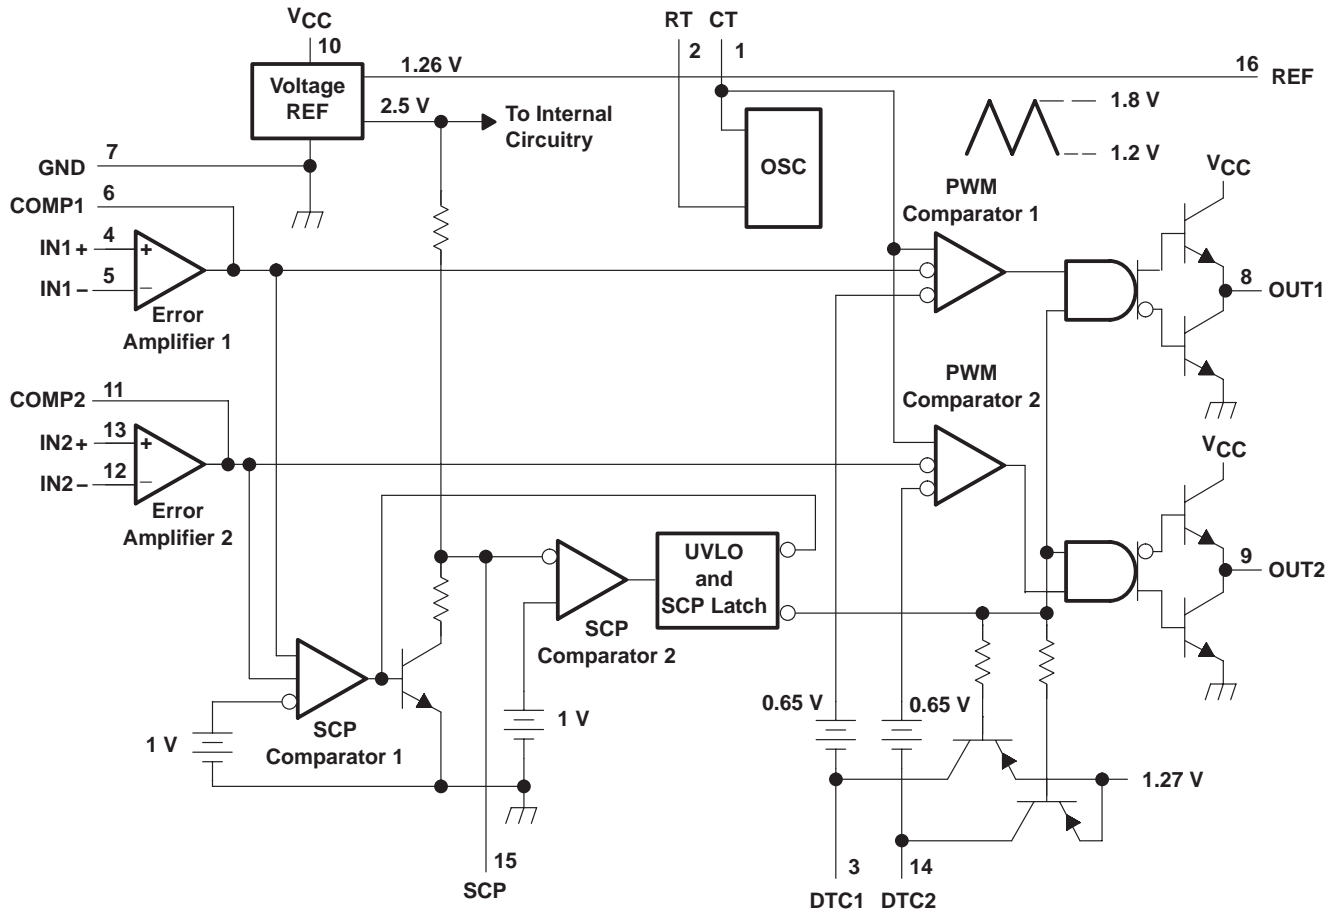 VCC
10
RT CT
2
1
1.26 V
16
REF
Voltage
REF
2.5 V
To Internal
Circuitry
1.8 V
1.2 V
OSC
7
GND
6
COMP1
4
IN1+
+
5
IN1−
−
Error
Amplifier 1
PWM
Comparator 1
VCC
8
OUT1
11
COMP2
13
IN2+
+
12
IN2−
−
Error
Amplifier 2
PWM
Comparator 2
VCC
9
OUT2
UVLO
and
SCP Latch
SCP
Comparator 2
1 V
SCP
Comparator 1
1 V
0.65 V
0.65 V
1.27 V
15
SCP
3
14
DTC1 DTC2